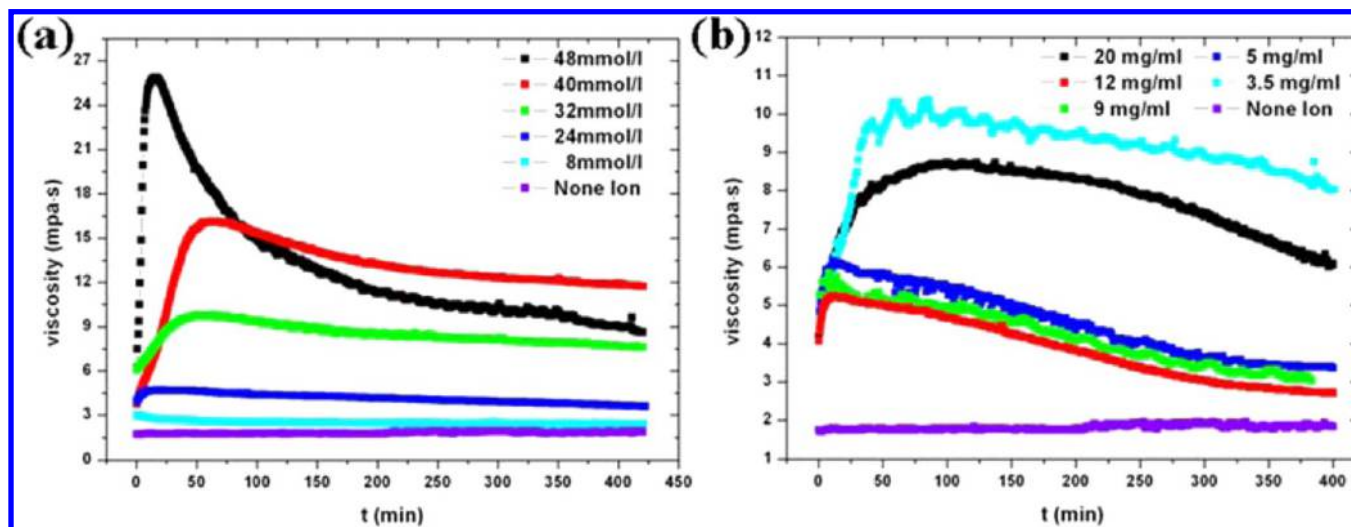 (a)
27
24
21
18
15
12
9
6
3
0
viscosity (mpa·s)
48mmol/l
40mmol/l
32mmol/l
24mmol/l
8mmol/l
None Ion
0 50 100 150 200 250 300 350 400 450
t (min)
(b)
12
11
10
9
8
7
6
5
4
3
2
1
viscosity (mpa·s)
20 mg/ml 5 mg/ml
12 mg/ml 3.5 mg/ml
9 mg/ml None Ion
0 50 100 150 200 250 300 350 400
t (min)